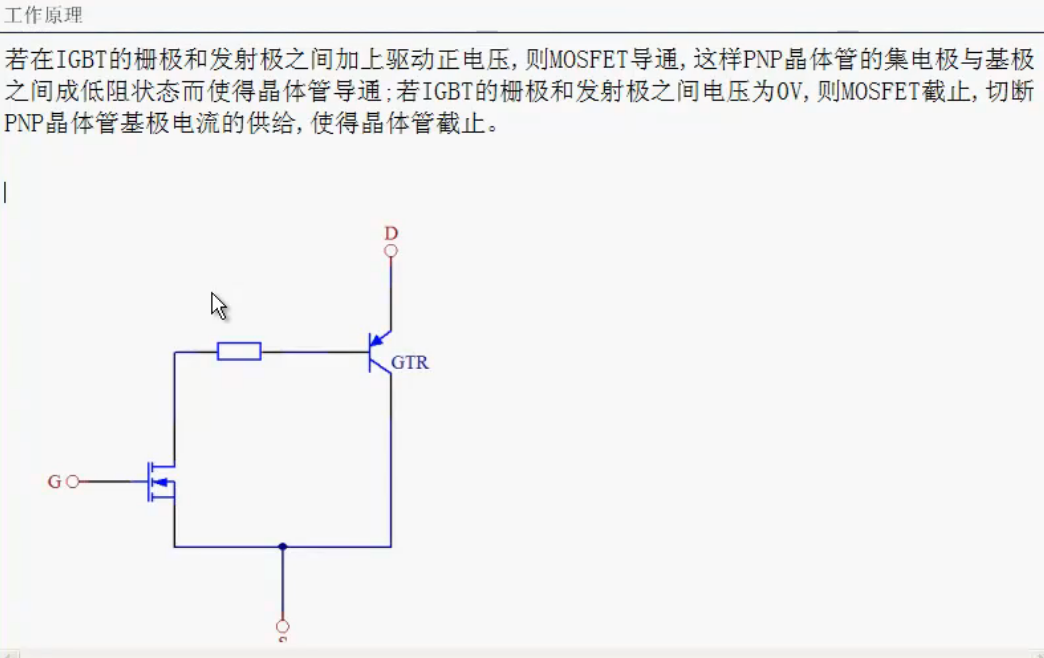 工作原理
若在IGBT的栅极和发射极之间加上驱动正电压,则MOSFET导通,这样PNP晶体管的集电极与基极
之间成低阻状态而使得晶体管导通;若IGBT的栅极和发射极之间电压为0V,则MOSFET截止,切断
PNP晶体管基极电流的供给,使得晶体管截止。
D
GTR
G